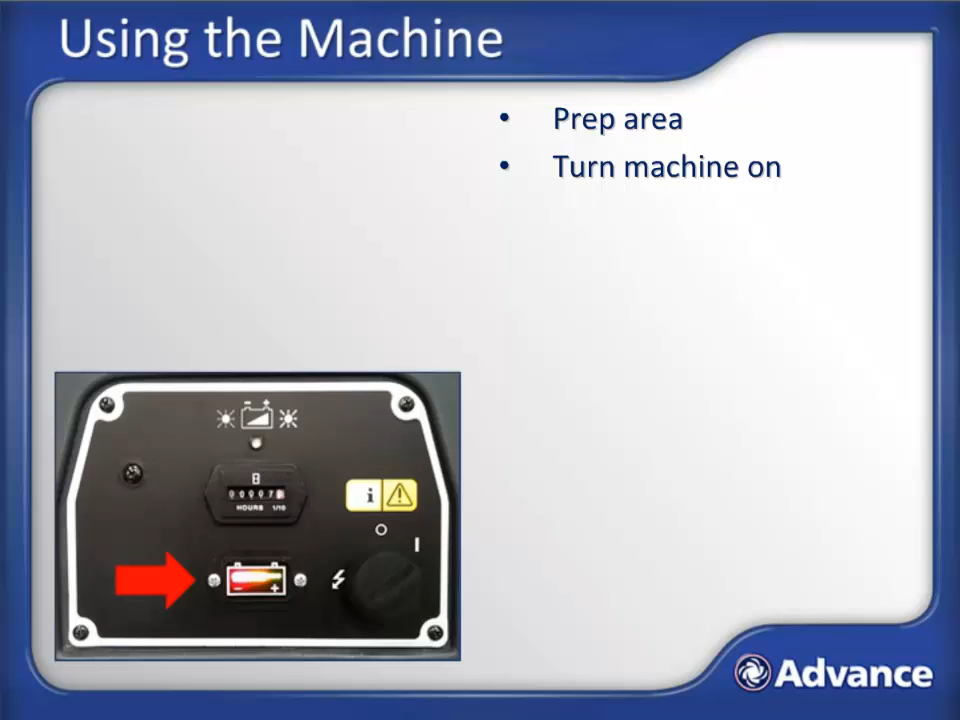 Using the Machine
• Prep area
• Turn machine on
HOURS 1/10
i
O
I
- +
Advance